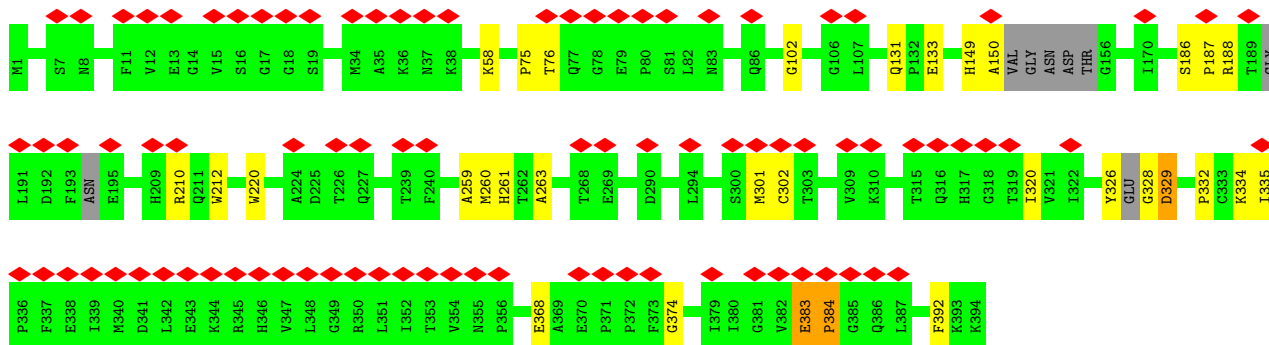 M1 S7 N8 F11 V12 E13 G14 V15 S16 G17 G18 S19 M34 A35 K36 N37 K38 K58 P75 T76 Q77 G78 E79 P80 S81 L82 N83 Q86 G102 G106 L107 Q131 P132 E133 H149 A150 VAL GLY ASN ASP THR G156 I170 S186 P187 R188 T189 GLY
L191 D192 F193 ASN E195 H209 R210 Q211 W212 W220 A224 D225 T226 Q227 T239 F240 A259 M260 H261 T262 A263 T268 E269 D290 L294 S300 M301 C302 T303 V309 K310 T315 Q316 H317 G318 T319 I320 V321 I322 Y326 GLU G328 D329 P332 C333 K334 I335
P336 F337 E338 I339 M340 D341 L342 E343 K344 R345 H346 V347 L348 G349 R350 L351 I352 T353 V354 N355 P356 E368 A369 E370 P371 P372 F373 G374 I379 I380 G381 V382 E383 P384 G385 Q386 L387 F392 K393 K394